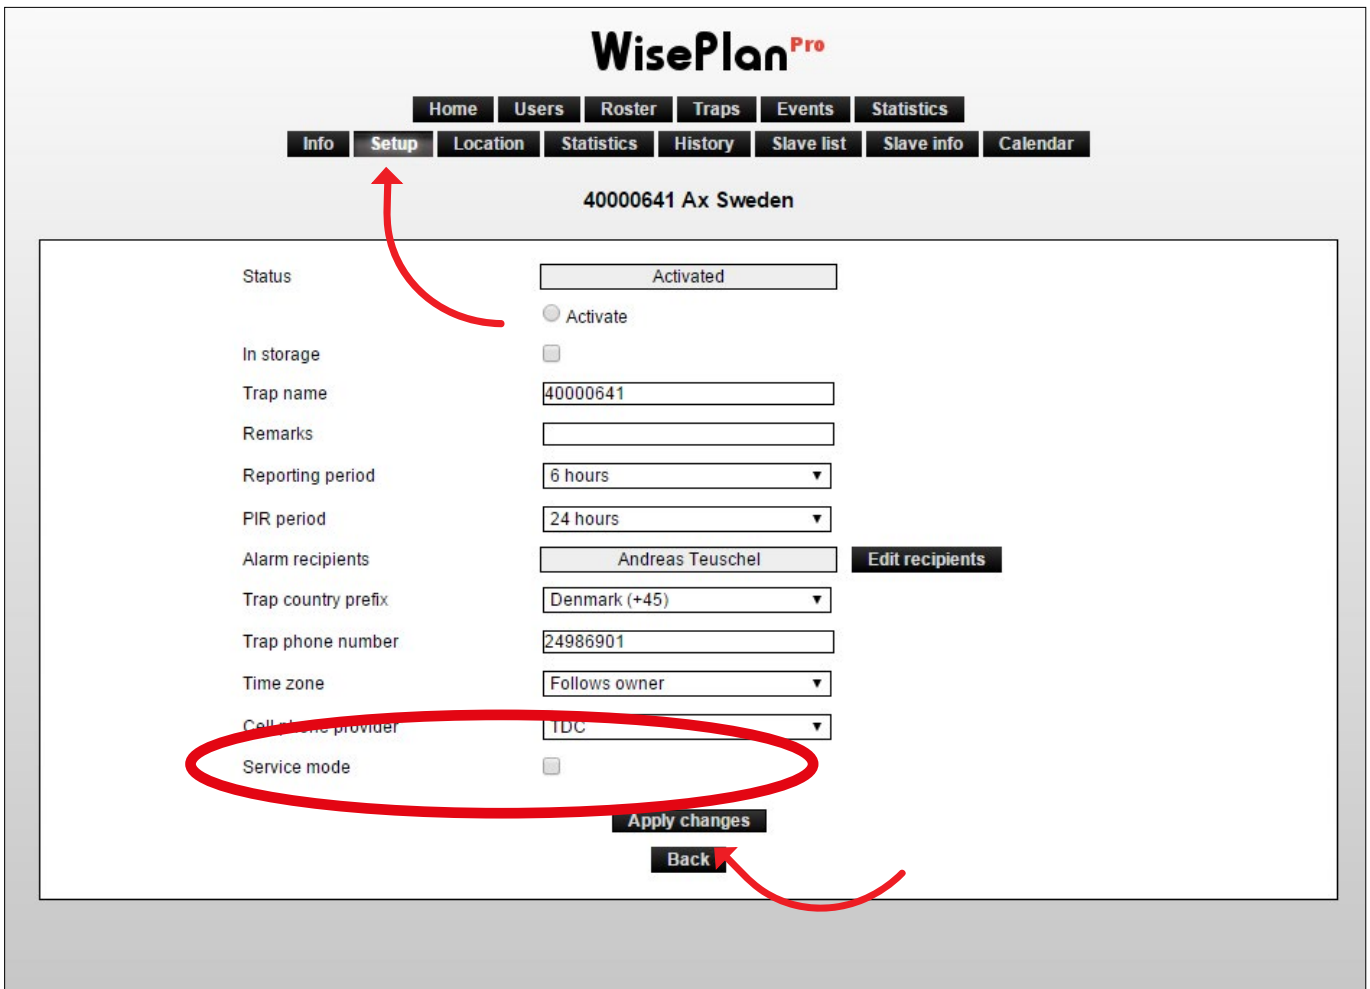 WisePlan Pro
Home Users Roster Traps Events Statistics
Info Setup Location Statistics History Slave list Slave info Calendar
40000641 Ax Sweden
Status Activated
Activate
In storage
Trap name 40000641
Remarks
Reporting period 6 hours
PIR period 24 hours
Alarm recipients Andreas Teuschel Edit recipients
Trap country prefix Denmark (+45)
Trap phone number 24986901
Time zone Follows owner
Cell phone provider TDC
Service mode
Apply changes
Back